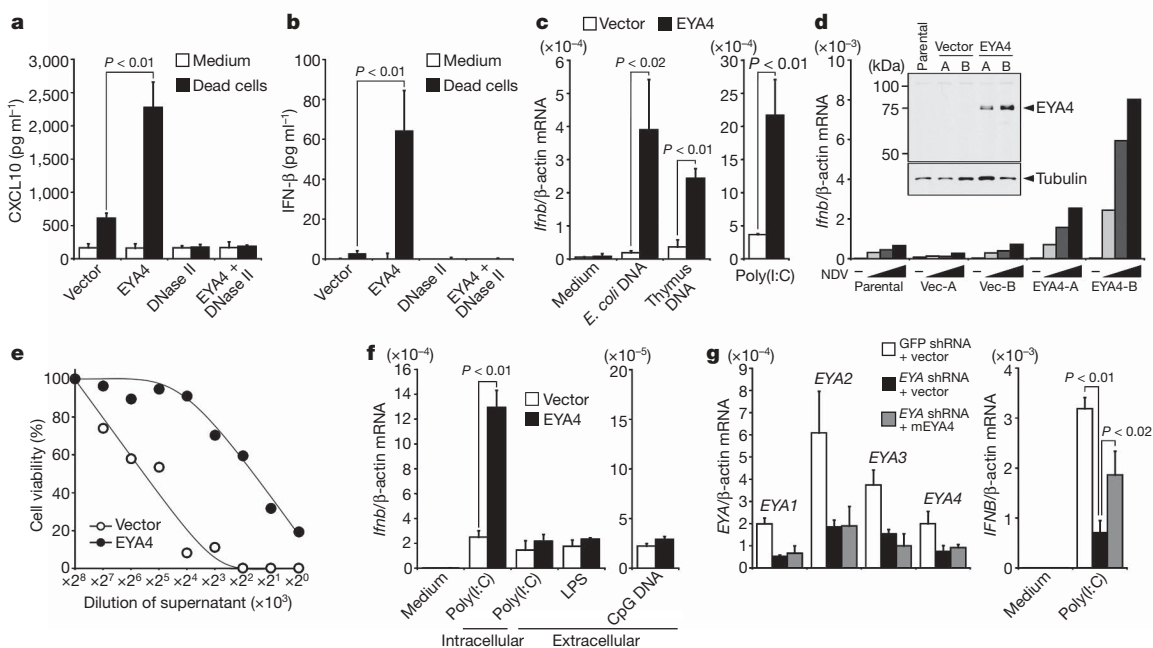 a
CXCL10 (pg ml−1)
3,000
2,500
2,000
1,500
1,000
500
0
P < 0.01
Medium
Dead cells
Vector
EYA4
DNase II
EYA4 +
DNase II
b
IFN-β (pg ml−1)
100
80
60
40
20
0
P < 0.01
Medium
Dead cells
Vector
EYA4
DNase II
EYA4 +
DNase II
c
Vector EYA4
(×10−4)
Ifnb/β-actin mRNA
6
5
4
3
2
1
0
P < 0.02
P < 0.01
Medium
E. coli DNA
Thymus
DNA
(×10−4)
30
25
20
15
10
5
0
P < 0.01
Poly(I:C)
d
(×10−3)
Ifnb/β-actin mRNA
10
8
6
4
2
0
Parental
Vector EYA4
A B A B
(kDa)
100
75
50
EYA4
Tubulin
NDV
– – – – –
Parental Vec-A Vec-B EYA4-A EYA4-B
e
Cell viability (%)
100
80
60
40
20
0
Vector
EYA4
×2⁸ ×2⁷ ×2⁶ ×2⁵ ×2⁴ ×2³ ×2² ×2¹ ×2⁰
Dilution of supernatant (×10³)
f
(×10−4)
Ifnb/β-actin mRNA
16
14
12
10
8
6
4
2
0
P < 0.01
Vector
EYA4
(×10−5)
20
15
10
5
0
Medium
Poly(I:C)
Poly(I:C)
LPS
CpG DNA
Intracellular Extracellular
g
(×10−4)
EYA/β-actin mRNA
9
8
7
6
5
4
2
1
0
EYA1
EYA2
EYA3
EYA4
GFP shRNA
+ vector
EYA shRNA
+ vector
EYA shRNA
+ mEYA4
(×10−3)
IFNB/β-actin mRNA
4
3
2
1
0
P < 0.01
P < 0.02
Medium
Poly(I:C)